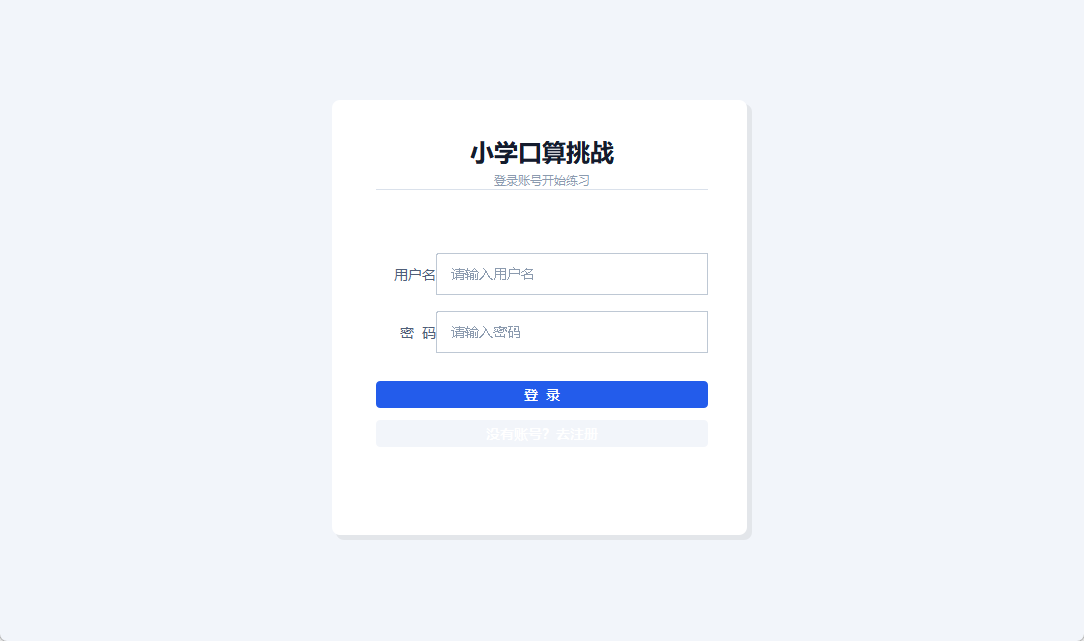 小学口算挑战
登录账号开始练习
用户名 请输入用户名
密 码 请输入密码
登 录
没有账号？去注册